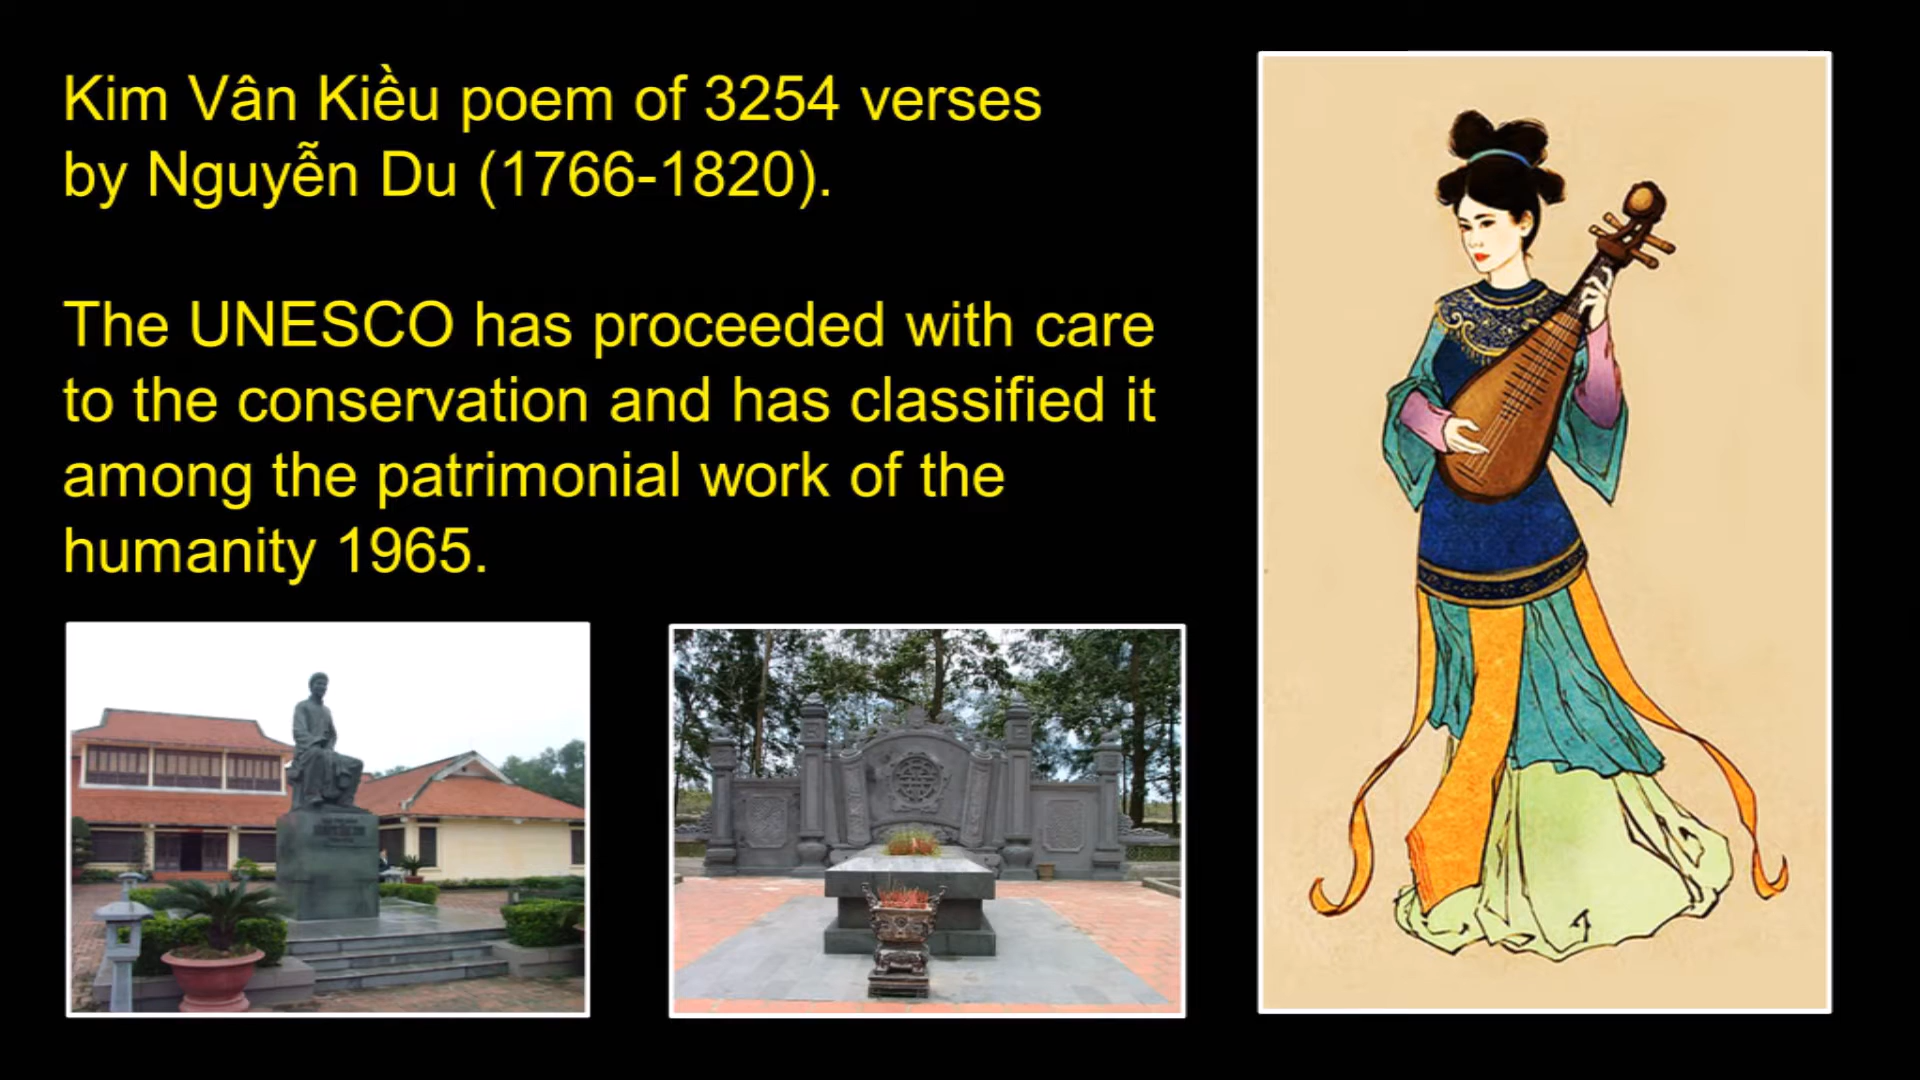 Kim Vân Kiều poem of 3254 verses
by Nguyễn Du (1766-1820).
The UNESCO has proceeded with care
to the conservation and has classified it
among the patrimonial work of the
humanity 1965.